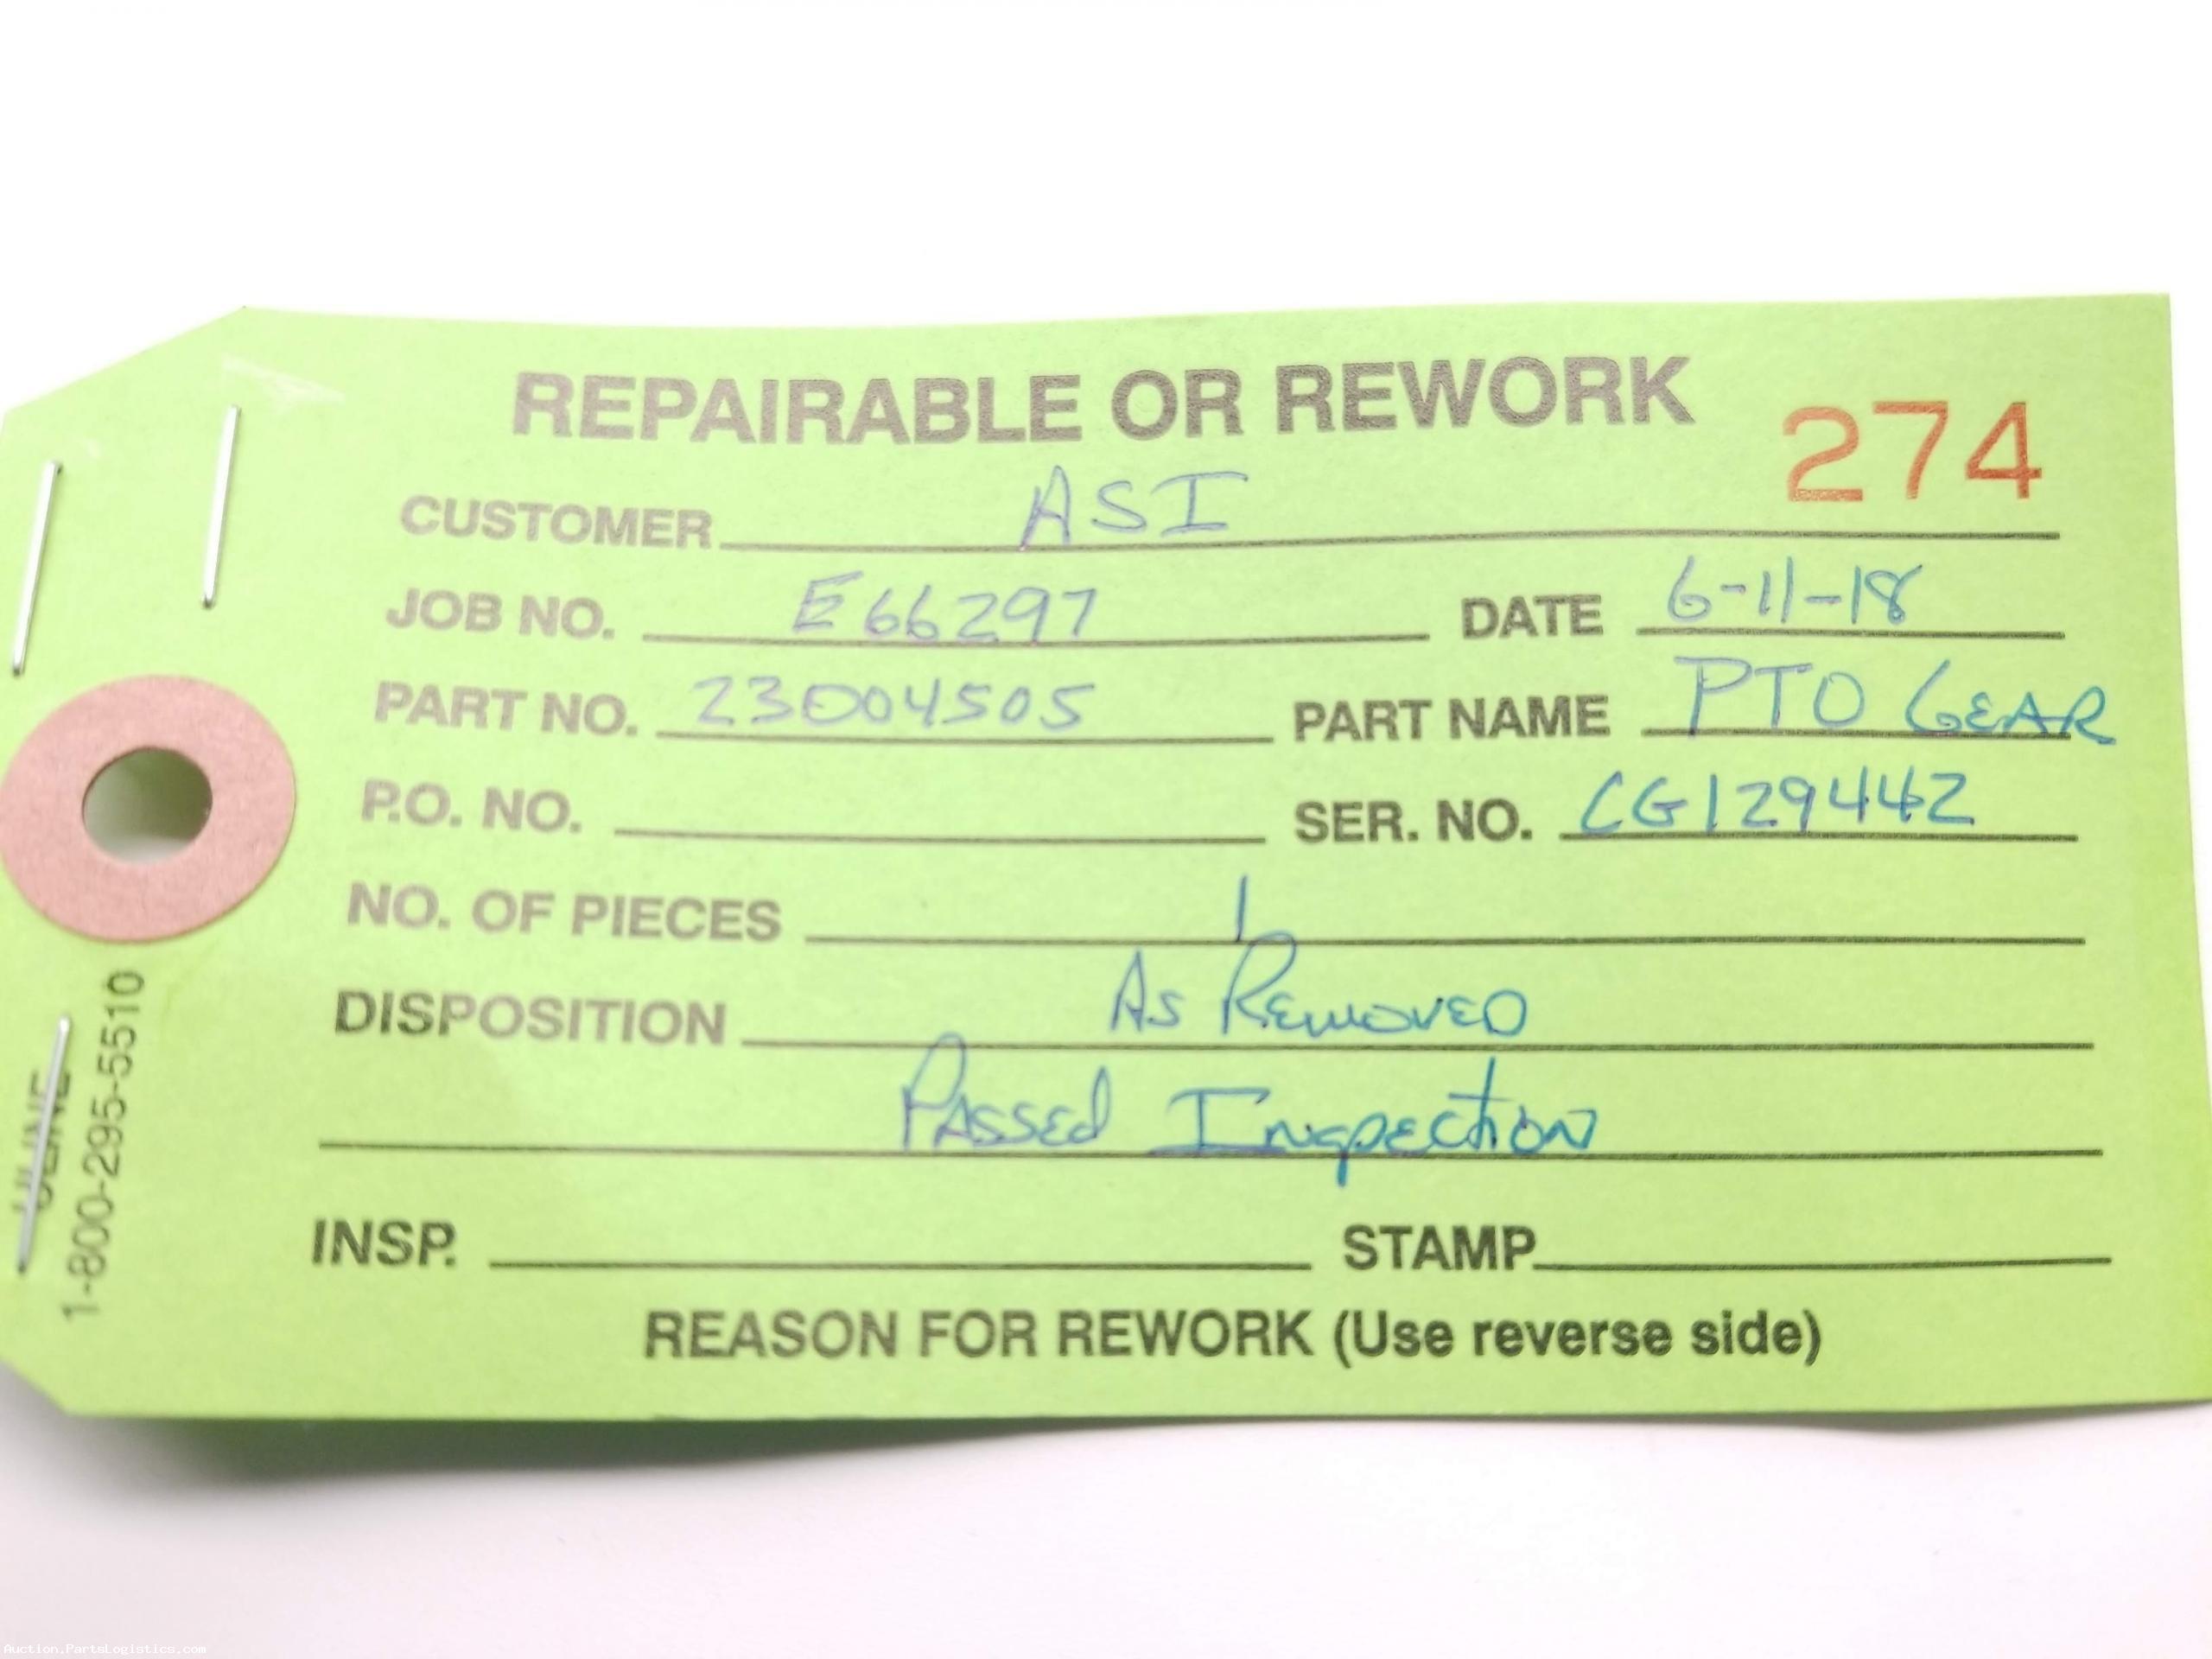 REPAIRABLE OR REWORK 274
CUSTOMER ASI
JOB NO. E66297 DATE 6-11-18
PART NO. 23004505 PART NAME PTO GEAR
P.O. NO. SER. NO. CG129442
NO. OF PIECES 1
DISPOSITION As Removed
Passed Inspection
INSP. STAMP
REASON FOR REWORK (Use reverse side)
ULINE
1-800-295-5510
Auction.PartsLogistics.com